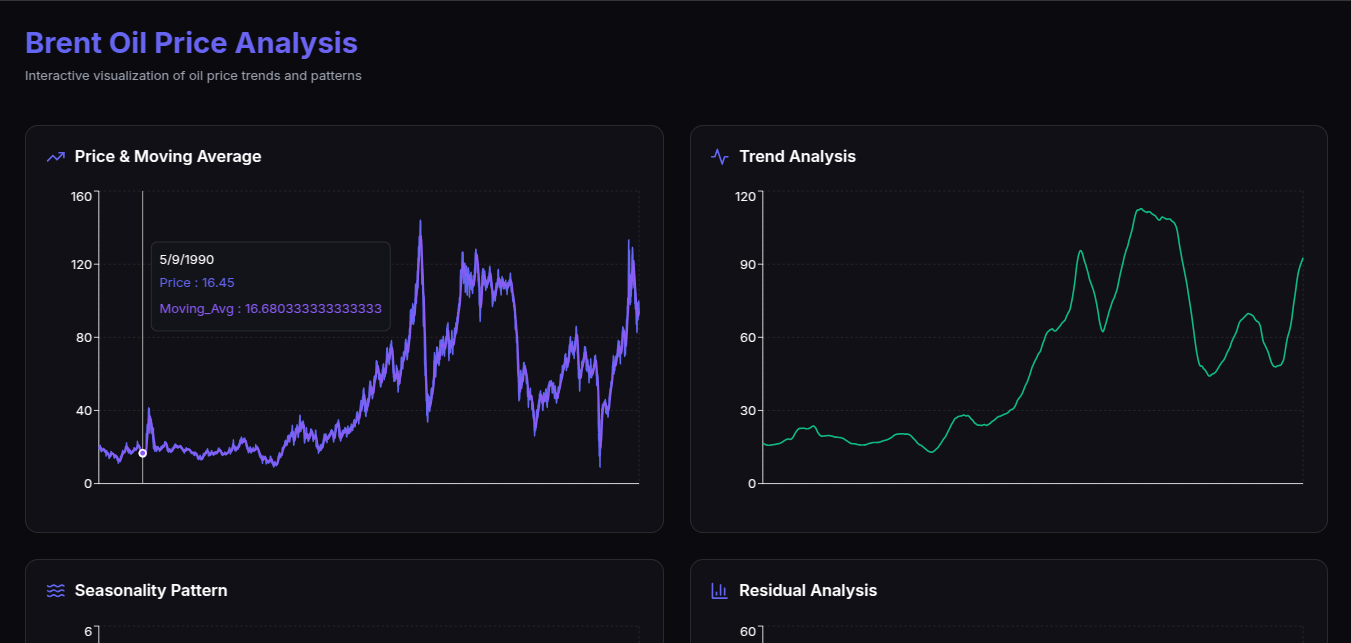 Brent Oil Price Analysis
Interactive visualization of oil price trends and patterns
Price & Moving Average
160
120
80
40
0
5/9/1990
Price : 16.45
Moving_Avg : 16.680333333333333
Trend Analysis
120
90
60
30
0
Seasonality Pattern
6
Residual Analysis
60